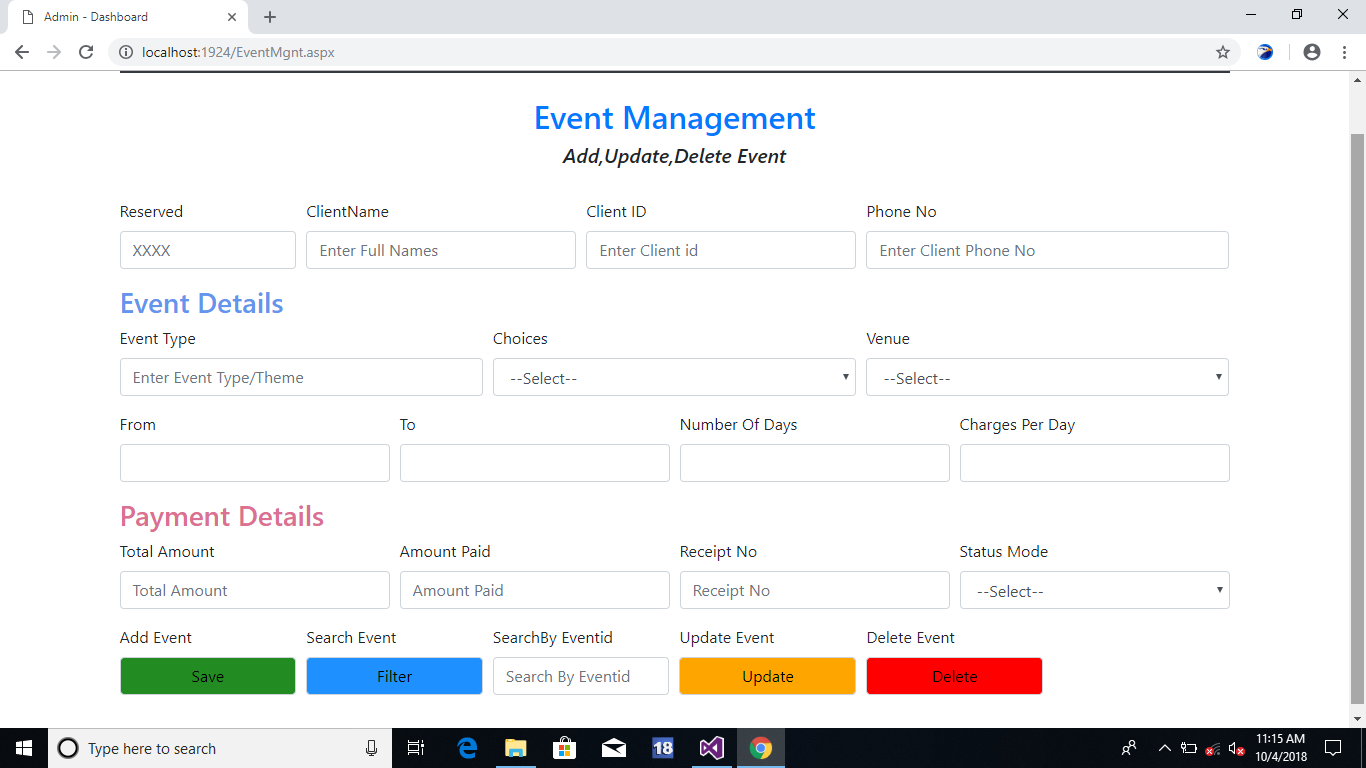 Admin - Dashboard
localhost:1924/EventMgnt.aspx
Event Management
Add,Update,Delete Event
Reserved ClientName Client ID Phone No
XXXX Enter Full Names Enter Client id Enter Client Phone No
Event Details
Event Type Choices Venue
Enter Event Type/Theme --Select-- --Select--
From To Number Of Days Charges Per Day
Payment Details
Total Amount Amount Paid Receipt No Status Mode
Total Amount Amount Paid Receipt No --Select--
Add Event Search Event SearchBy Eventid Update Event Delete Event
Save Filter Search By Eventid Update Delete
Type here to search 18 11:15 AM
10/4/2018